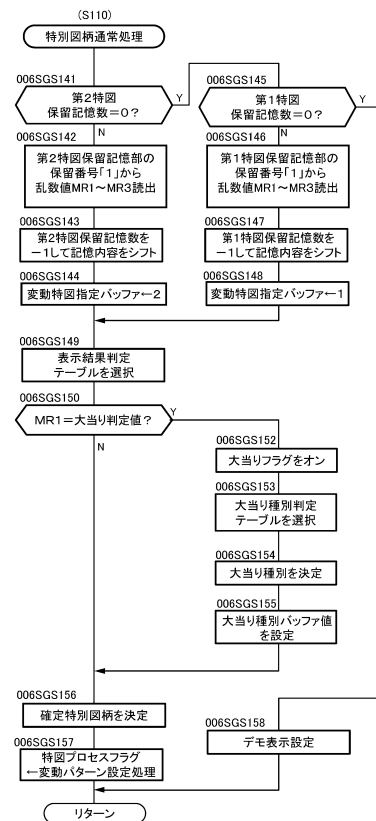 (S110)
特別図柄通常処理
006SGS141
第2特図
保留記憶数=0?
Y
N
006SGS145
第1特図
保留記憶数=0?
Y
N
006SGS142
第2特図保留記憶部の
保留番号「1」から
乱数値MR1~MR3読出
006SGS146
第1特図保留記憶部の
保留番号「1」から
乱数値MR1~MR3読出
006SGS143
第2特図保留記憶数を
-1して記憶内容をシフト
006SGS147
第1特図保留記憶数を
-1して記憶内容をシフト
006SGS144
変動特図指定バッファ←2
006SGS148
変動特図指定バッファ←1
006SGS149
表示結果判定
テーブルを選択
006SGS150
MR1=大当り判定値?
Y
N
006SGS152
大当りフラグをオン
006SGS153
大当り種別判定
テーブルを選択
006SGS154
大当り種別を決定
006SGS155
大当り種別バッファ値
を設定
006SGS156
確定特別図柄を決定
006SGS157
特図プロセスフラグ
←変動パターン設定処理
006SGS158
デモ表示設定
リターン